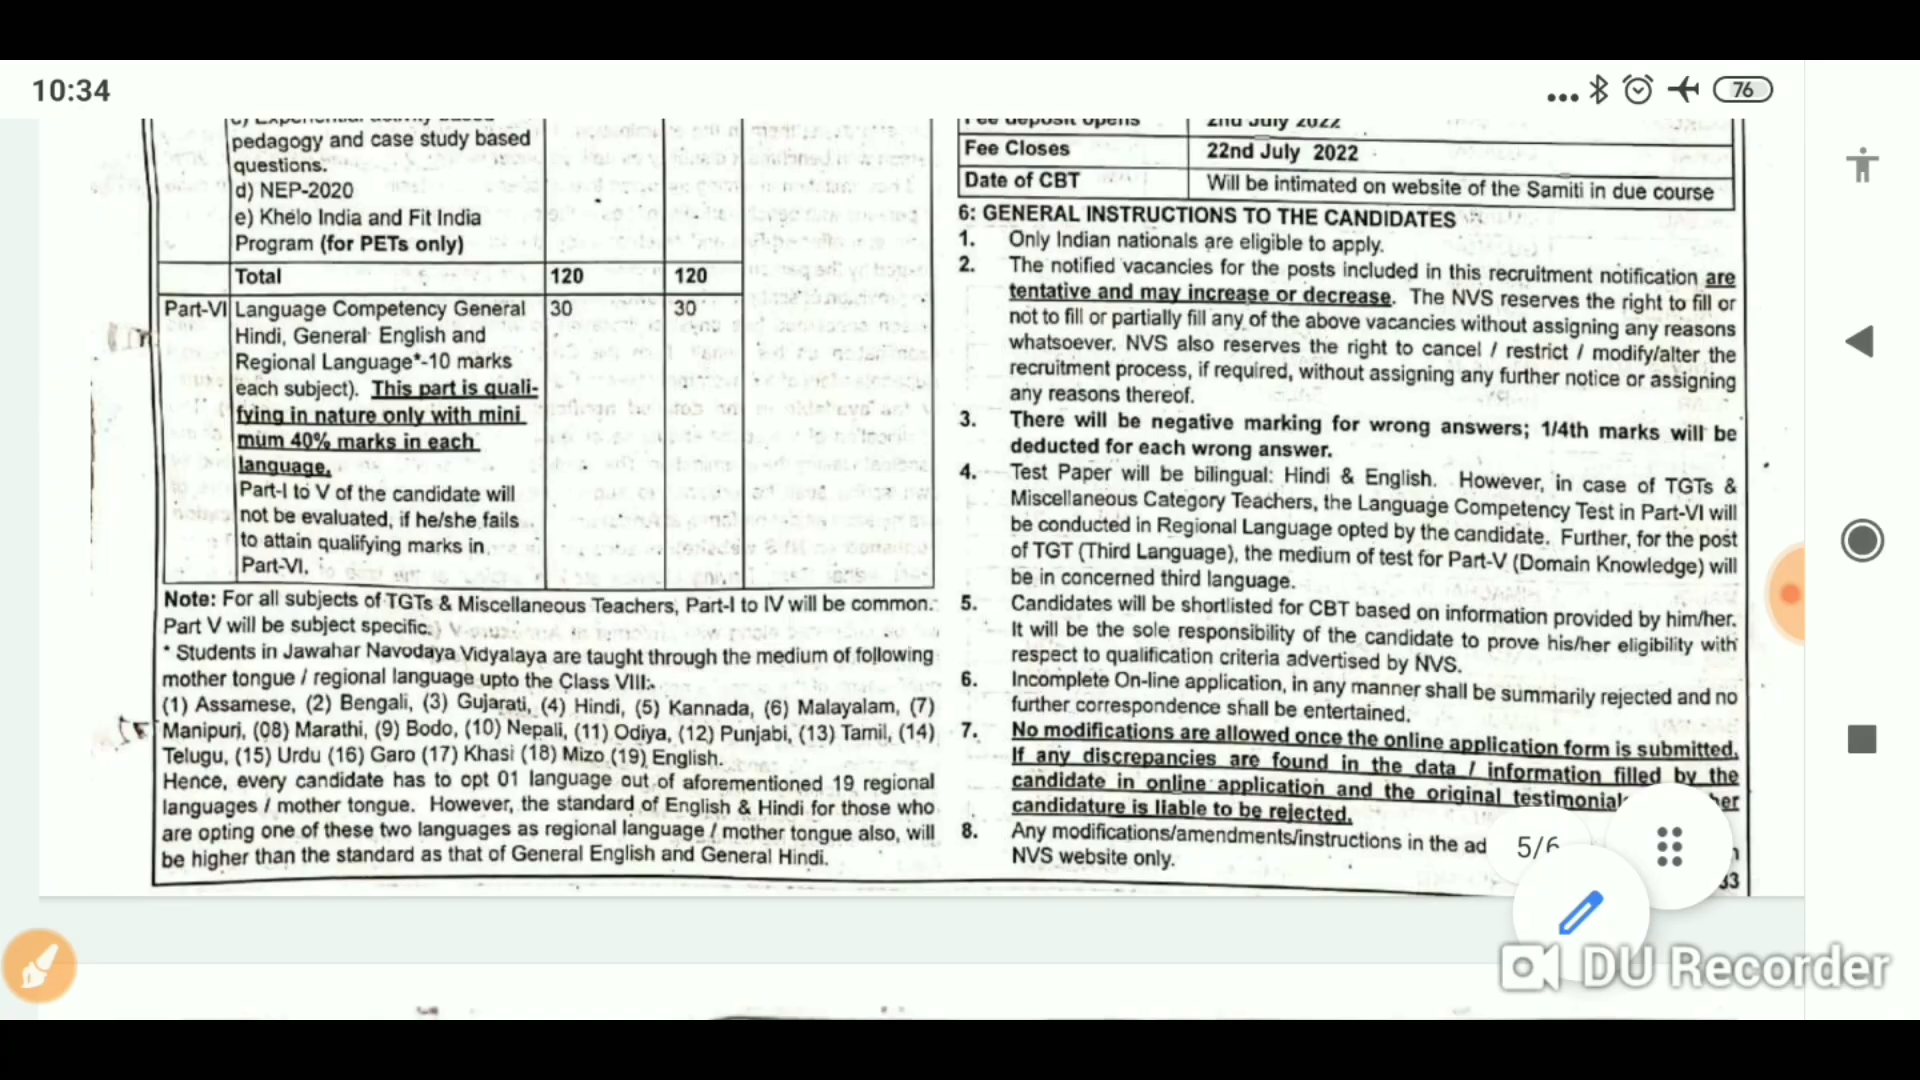 10:34
76
pedagogy and case study based
questions.
d) NEP-2020
e) Khelo India and Fit India
Program (for PETs only)
Total 120 120
Part-VI Language Competency General 30 30
Hindi, General English and
Regional Language*-10 marks
each subject). This part is quali-
fying in nature only with mini
mum 40% marks in each
language.
Part-I to V of the candidate will
not be evaluated, if he/she fails
to attain qualifying marks in
Part-VI.
Note: For all subjects of TGTs & Miscellaneous Teachers, Part-I to IV will be common.
Part V will be subject specific.
* Students in Jawahar Navodaya Vidyalaya are taught through the medium of following
mother tongue / regional language upto the Class VIII:-
(1) Assamese, (2) Bengali, (3) Gujarati, (4) Hindi, (5) Kannada, (6) Malayalam, (7)
Manipuri, (08) Marathi, (9) Bodo, (10) Nepali, (11) Odiya, (12) Punjabi, (13) Tamil, (14)
Telugu, (15) Urdu (16) Garo (17) Khasi (18) Mizo (19) English.
Hence, every candidate has to opt 01 language out of aforementioned 19 regional
languages / mother tongue. However, the standard of English & Hindi for those who
are opting one of these two languages as regional language / mother tongue also, will
be higher than the standard as that of General English and General Hindi.
Fee deposit opens 2nd July 2022
Fee Closes 22nd July 2022
Date of CBT Will be intimated on website of the Samiti in due course
6: GENERAL INSTRUCTIONS TO THE CANDIDATES
1. Only Indian nationals are eligible to apply.
2. The notified vacancies for the posts included in this recruitment notification are
tentative and may increase or decrease. The NVS reserves the right to fill or
not to fill or partially fill any of the above vacancies without assigning any reasons
whatsoever. NVS also reserves the right to cancel / restrict / modify/alter the
recruitment process, if required, without assigning any further notice or assigning
any reasons thereof.
3. There will be negative marking for wrong answers; 1/4th marks will be
deducted for each wrong answer.
4. Test Paper will be bilingual: Hindi & English. However, in case of TGTs &
Miscellaneous Category Teachers, the Language Competency Test in Part-VI will
be conducted in Regional Language opted by the candidate. Further, for the post
of TGT (Third Language), the medium of test for Part-V (Domain Knowledge) will
be in concerned third language.
5. Candidates will be shortlisted for CBT based on information provided by him/her.
It will be the sole responsibility of the candidate to prove his/her eligibility with
respect to qualification criteria advertised by NVS.
6. Incomplete On-line application, in any manner shall be summarily rejected and no
further correspondence shall be entertained.
7. No modifications are allowed once the online application form is submitted.
If any discrepancies are found in the data / information filled by the
candidate in online application and the original testimonial
candidature is liable to be rejected.
8. Any modifications/amendments/instructions in the ad
NVS website only.
5/6
DU Recorder